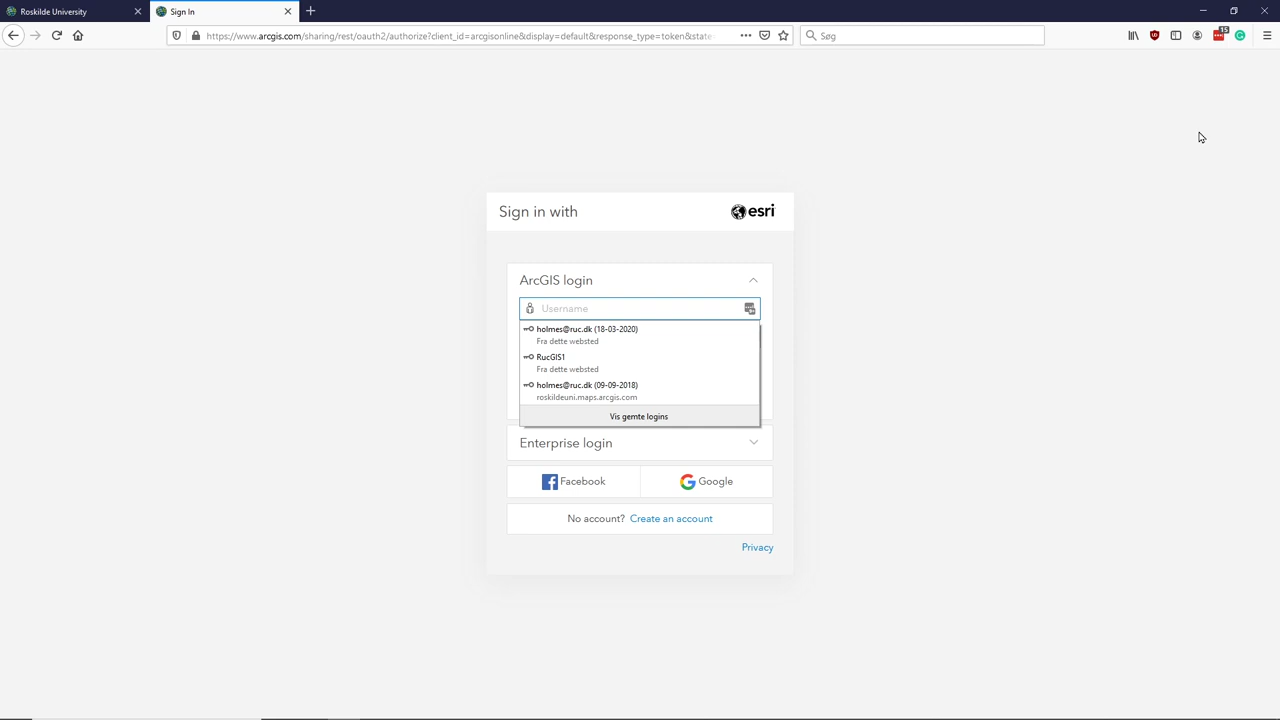 Roskilde University
Sign In
https://www.arcgis.com/sharing/rest/oauth2/authorize?client_id=arcgisonline&display=default&response_type=token&state
Søg
15
Sign in with
esri
ArcGIS login
Username
holmes@ruc.dk (18-03-2020)
Fra dette websted
RucGIS1
Fra dette websted
holmes@ruc.dk (09-09-2018)
roskildeuni.maps.arcgis.com
Vis gemte logins
Enterprise login
Facebook
Google
No account? Create an account
Privacy